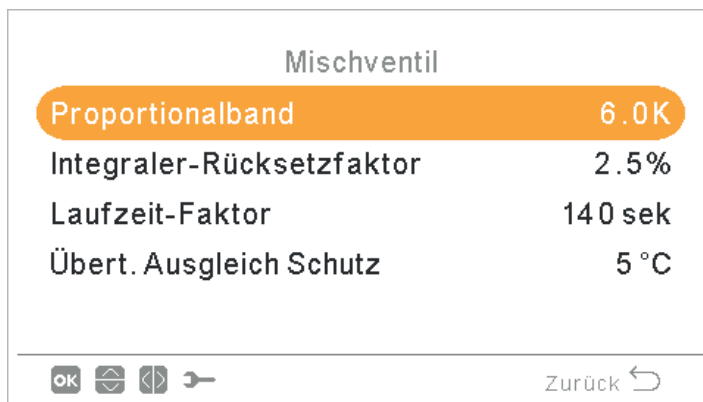 Mischventil
Proportionalband 6.0K
Integraler-Rücksetzfaktor 2.5%
Laufzeit-Faktor 140 sek
Übert. Ausgleich Schutz 5 °C
OK Zurück